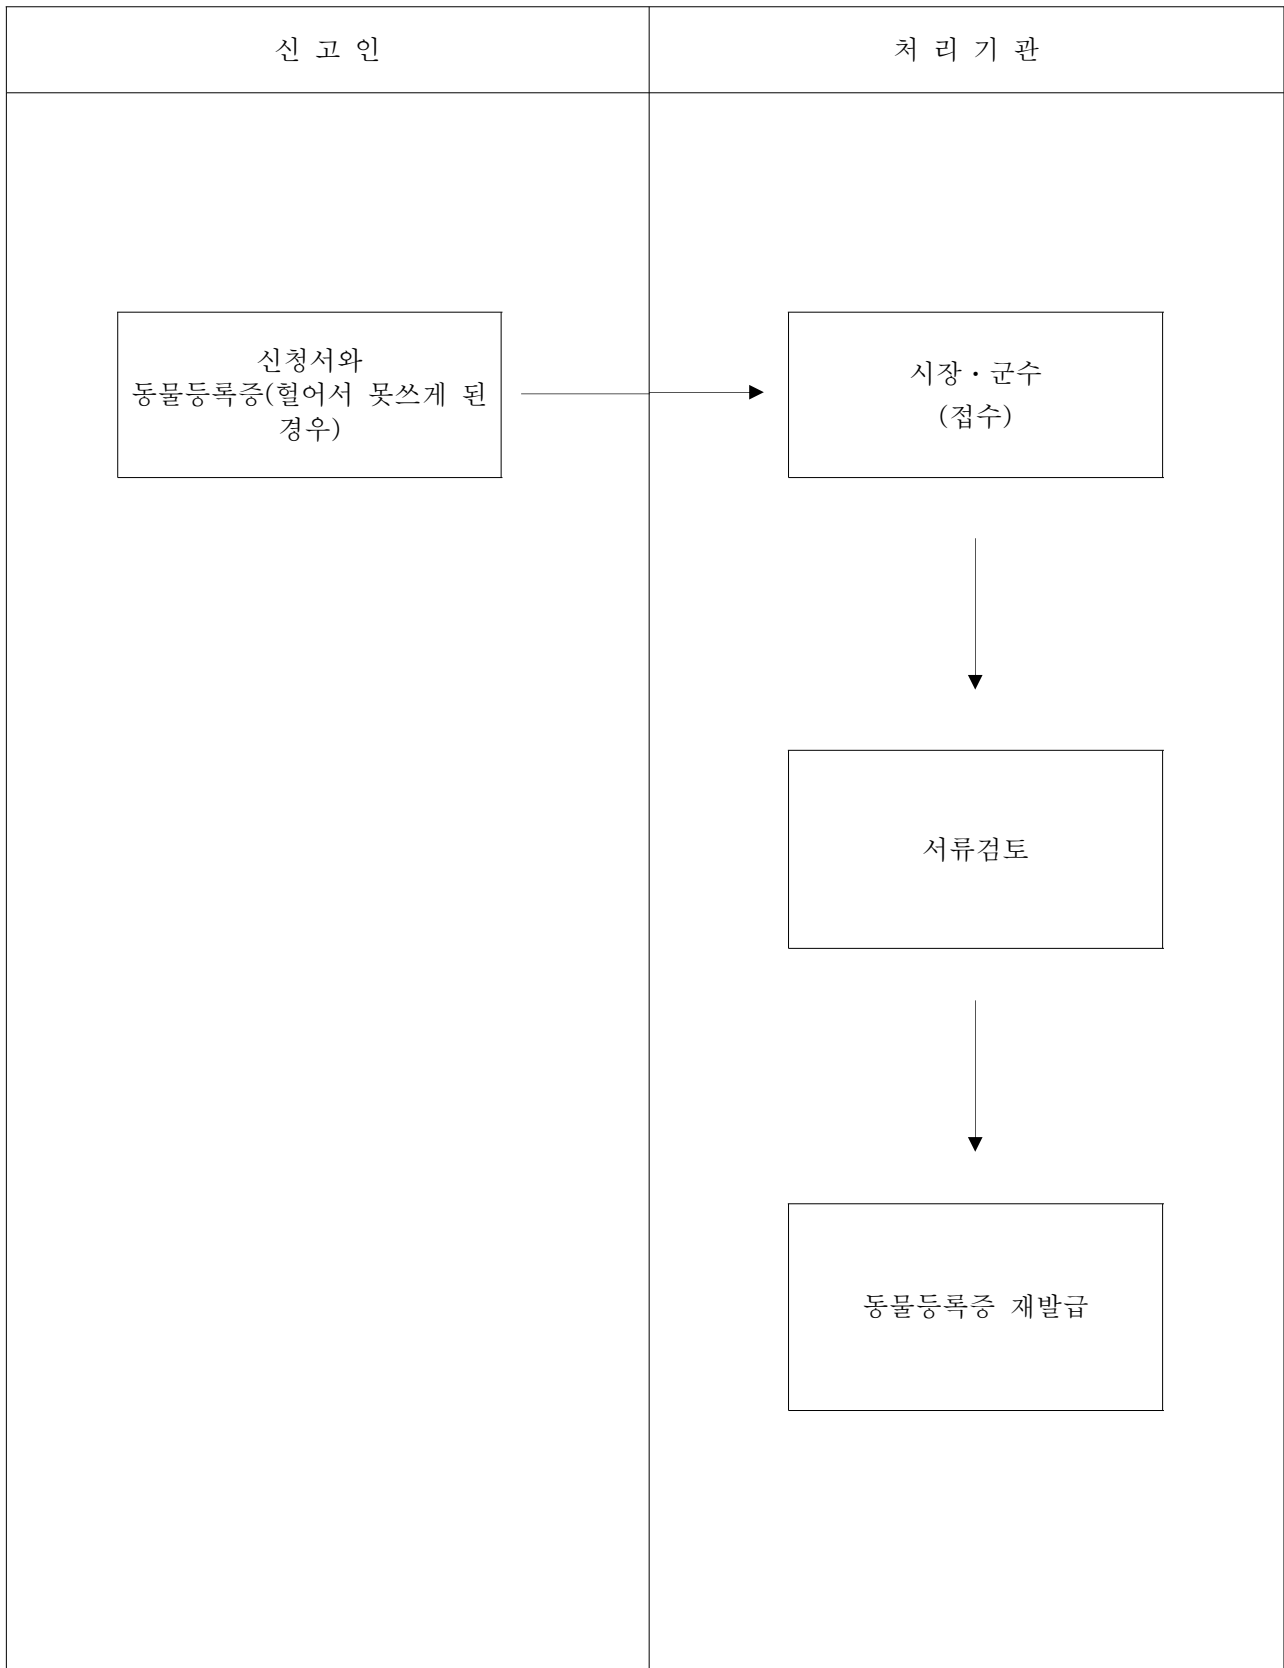 신 고 인
처 리 기 관
신청서와
동물등록증(헐어서 못쓰게 된
경우)
시장·군수
(접수)
서류검토
동물등록증 재발급